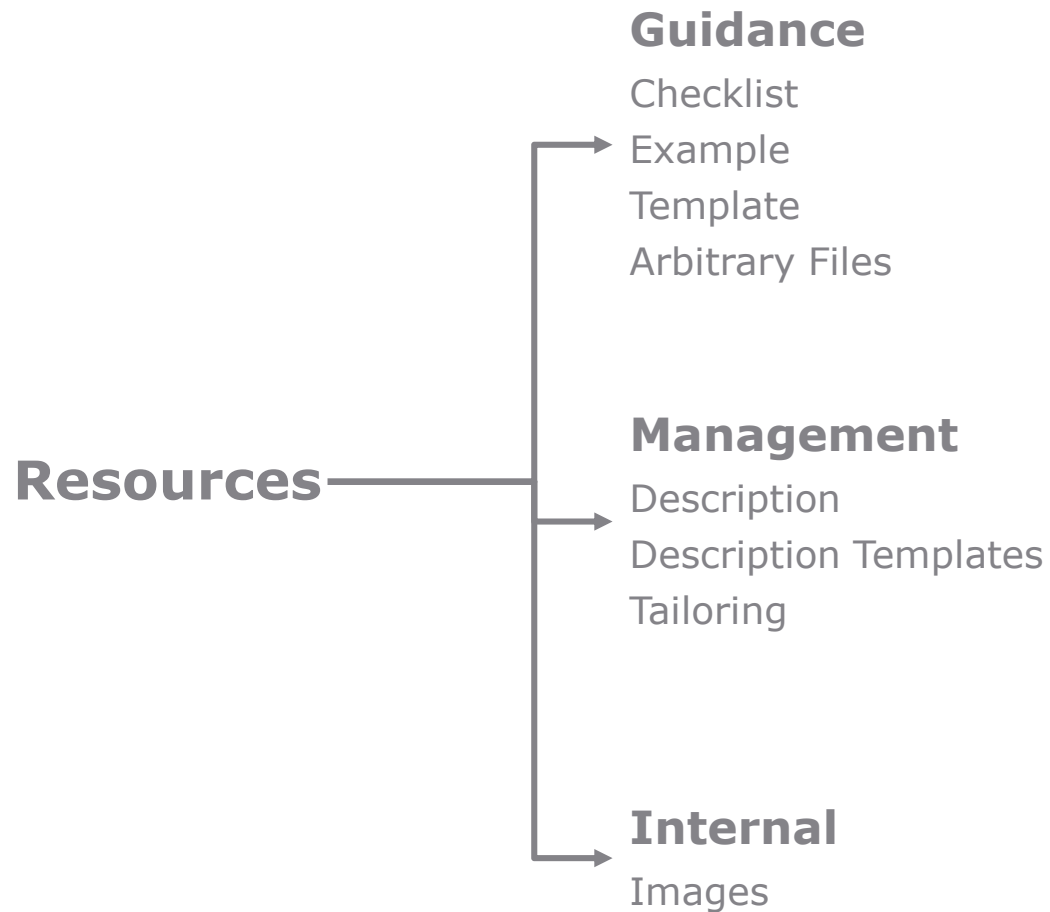 Resources
Guidance
Checklist
Example
Template
Arbitrary Files
Management
Description
Description Templates
Tailoring
Internal
Images